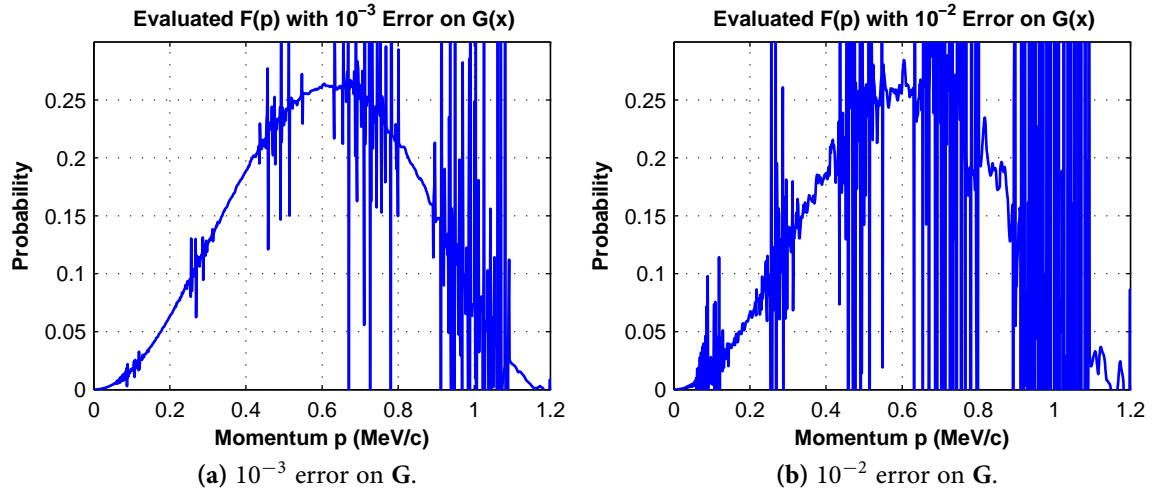 Evaluated F(p) with 10⁻³ Error on G(x)
0.25
0.2
0.15
0.1
0.05
0
Probability
0 0.2 0.4 0.6 0.8 1 1.2
Momentum p (MeV/c)
(a) 10⁻³ error on G.
Evaluated F(p) with 10⁻² Error on G(x)
0.25
0.2
0.15
0.1
0.05
0
Probability
0 0.2 0.4 0.6 0.8 1 1.2
Momentum p (MeV/c)
(b) 10⁻² error on G.